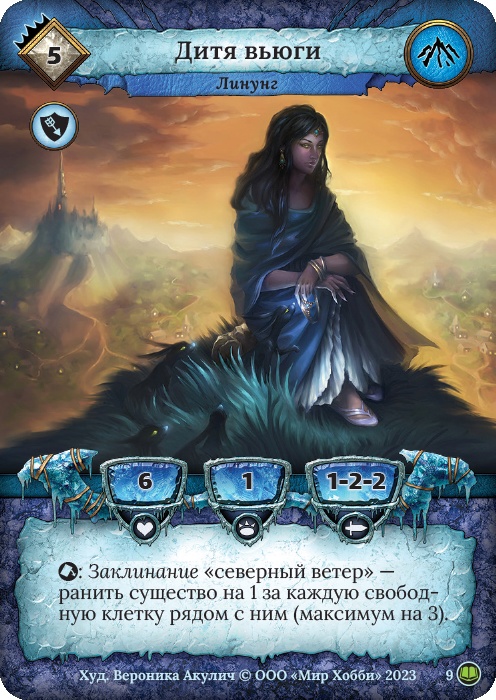 5
Дитя вьюги
Линунг
6
1
1-2-2
: Заклинание «северный ветер» —
ранить существо на 1 за каждую свобод-
ную клетку рядом с ним (максимум на 3).
Худ. Вероника Акулич © ООО «Мир Хобби» 2023
9